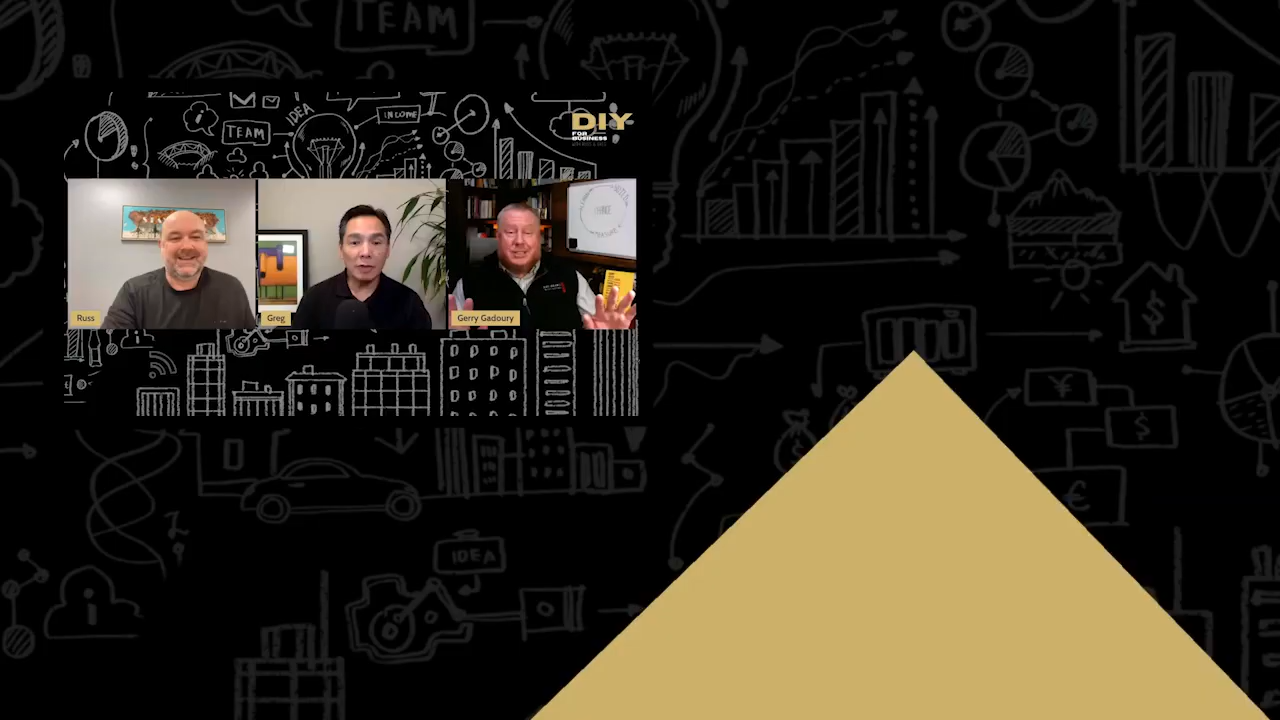 TEAM
IDEA
INCOME
TEAM
DIY
FOR
BUSINESS
Russ
Greg
Gerry Gadoury
$
¥
$
€
IDEA
i